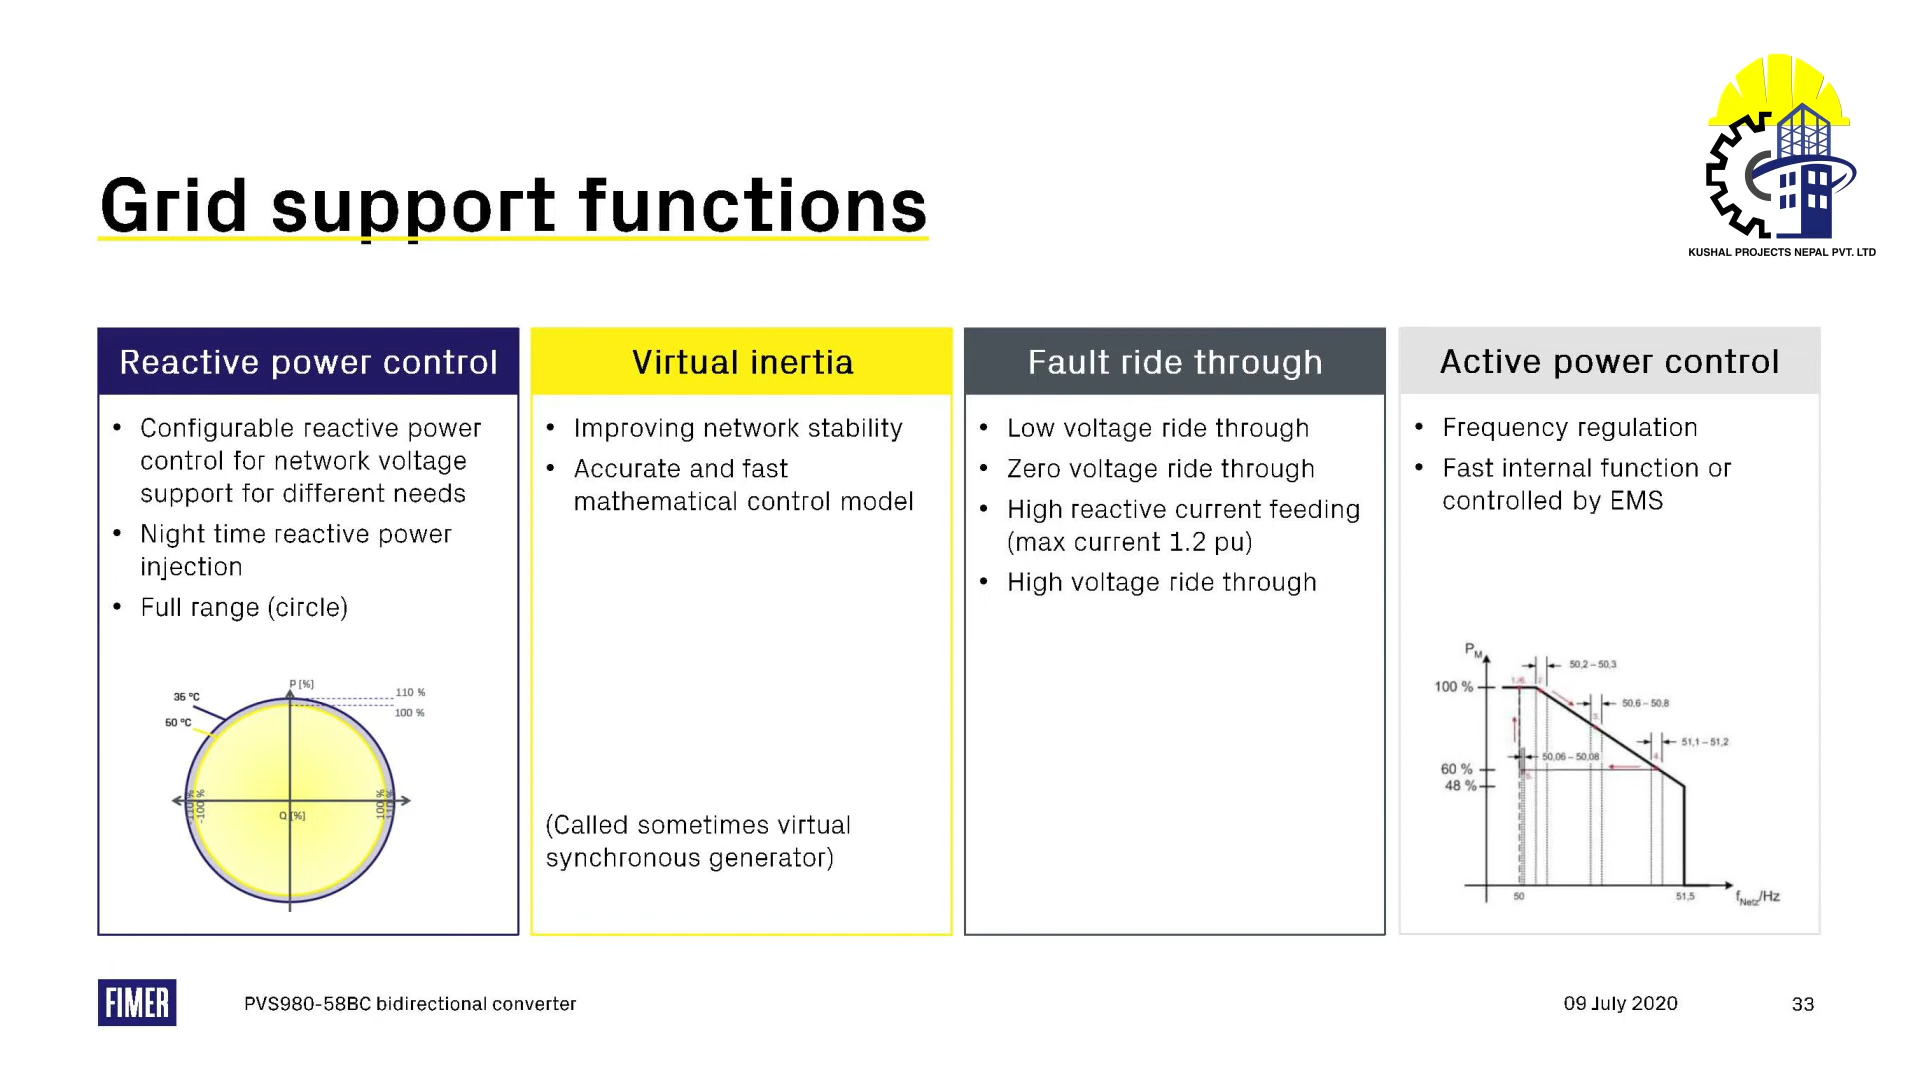 KUSHAL PROJECTS NEPAL PVT. LTD
Grid support functions
Reactive power control
• Configurable reactive power
control for network voltage
support for different needs
• Night time reactive power
injection
• Full range (circle)
P [%]
35 °C
110 %
100 %
50 °C
-110 %
-100 %
100 %
110 %
Q [%]
Virtual inertia
• Improving network stability
• Accurate and fast
mathematical control model
(Called sometimes virtual
synchronous generator)
Fault ride through
• Low voltage ride through
• Zero voltage ride through
• High reactive current feeding
(max current 1.2 pu)
• High voltage ride through
Active power control
• Frequency regulation
• Fast internal function or
controlled by EMS
PM
50,2 – 50,3
100 %
50,6 – 50,8
51,1 – 51,2
50,06 – 50,08
60 %
48 %
50
51,5
fNetz/Hz
FIMER
PVS980-58BC bidirectional converter
09 July 2020
33